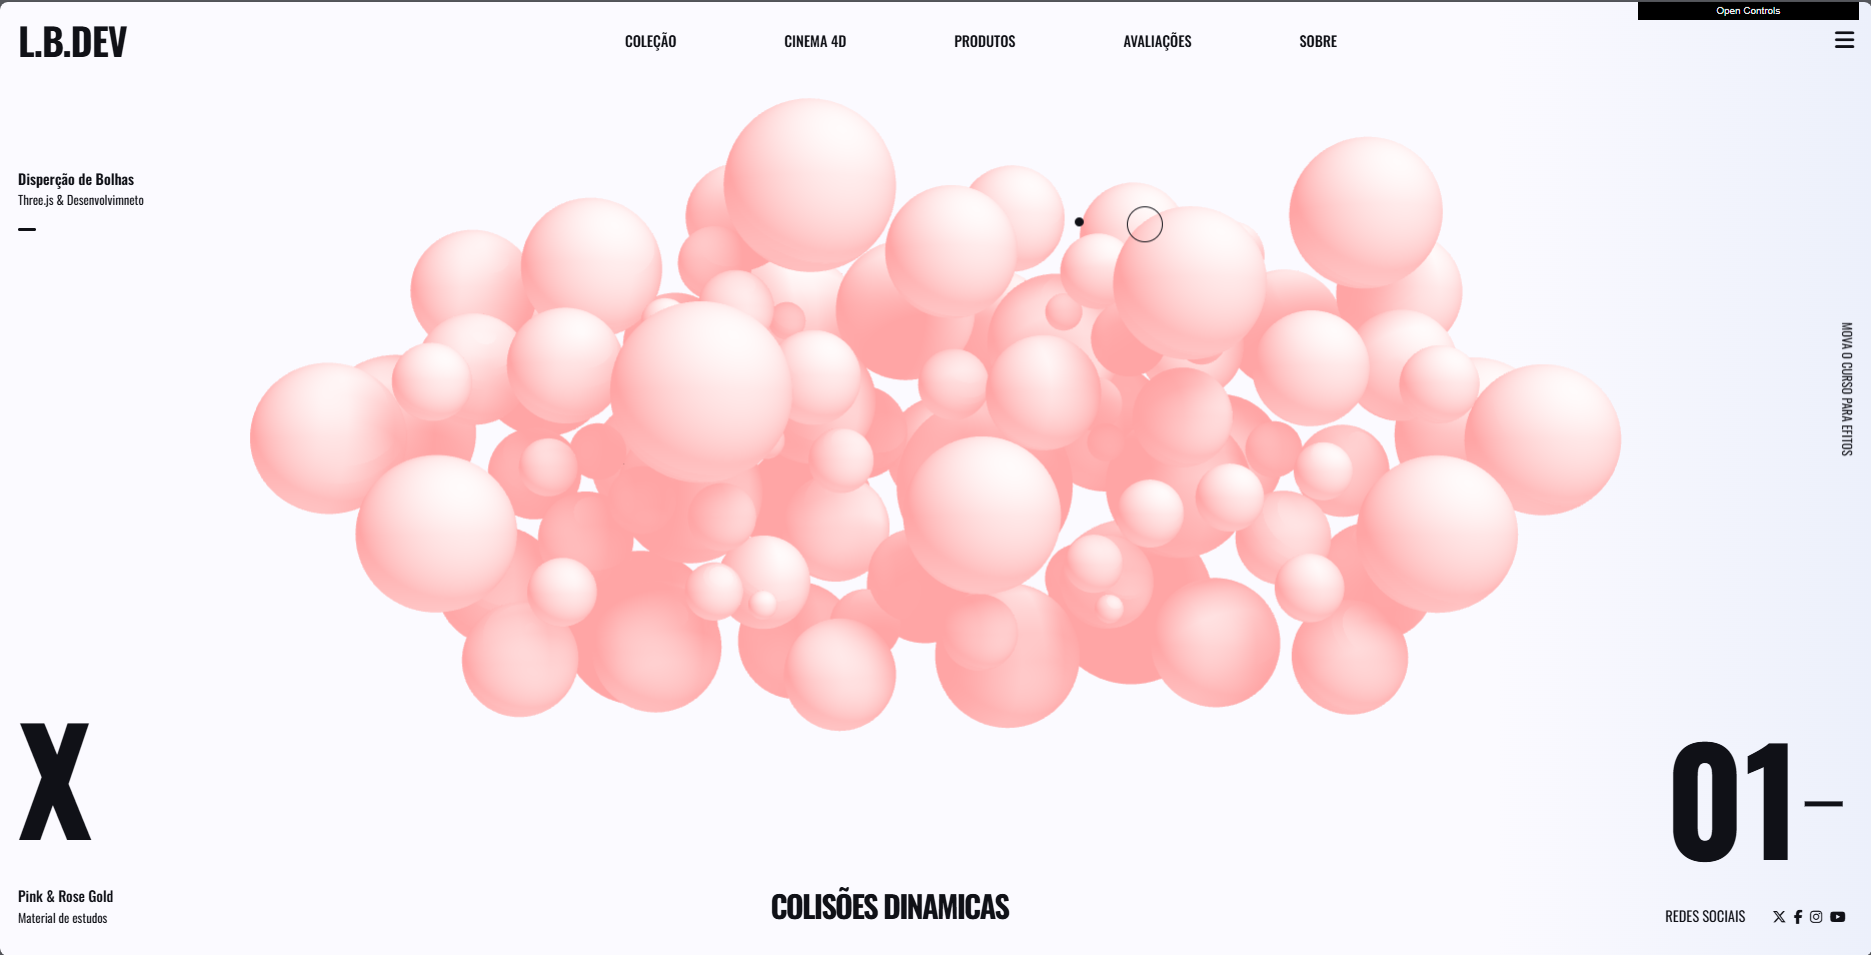 Open Controls
L.B.DEV
COLEÇÃO
CINEMA 4D
PRODUTOS
AVALIAÇÕES
SOBRE
Disperção de Bolhas
Three.js & Desenvolvimneto
MOVA O CURSO PARA EFITOS
X
01
Pink & Rose Gold
Material de estudos
COLISÕES DINAMICAS
REDES SOCIAIS